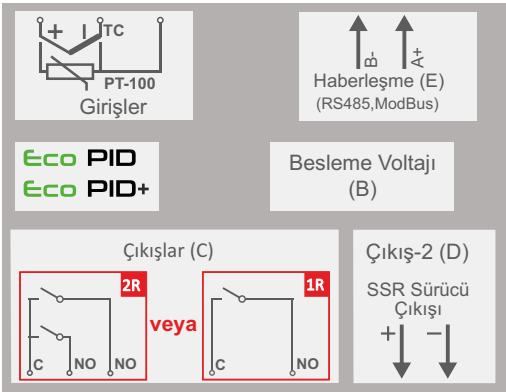 + − TC
PT-100
Girişler
B- A+
Haberleşme (E)
(RS485,ModBus)
Eco PID
Eco PID+
Besleme Voltajı
(B)
Çıkışlar (C)
2R
C NO NO
veya
1R
C NO
Çıkış-2 (D)
SSR Sürücü
Çıkışı
+ −